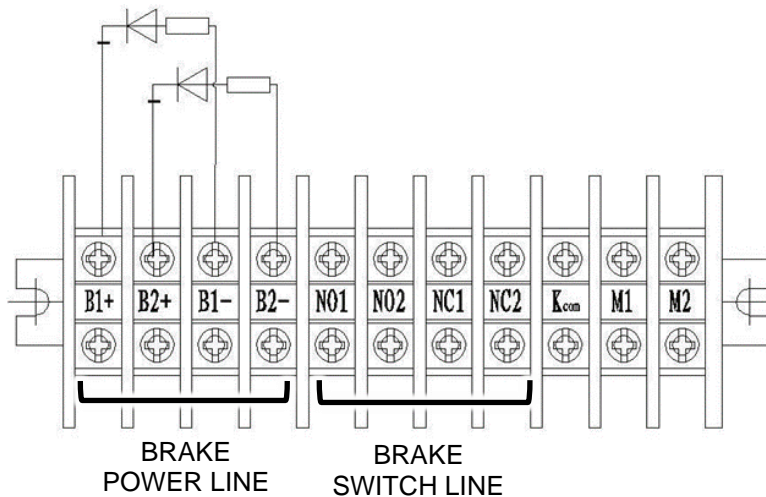 B1+ B2+ B1- B2- NO1 NO2 NC1 NC2 Kcom M1 M2
BRAKE
POWER LINE
BRAKE
SWITCH LINE